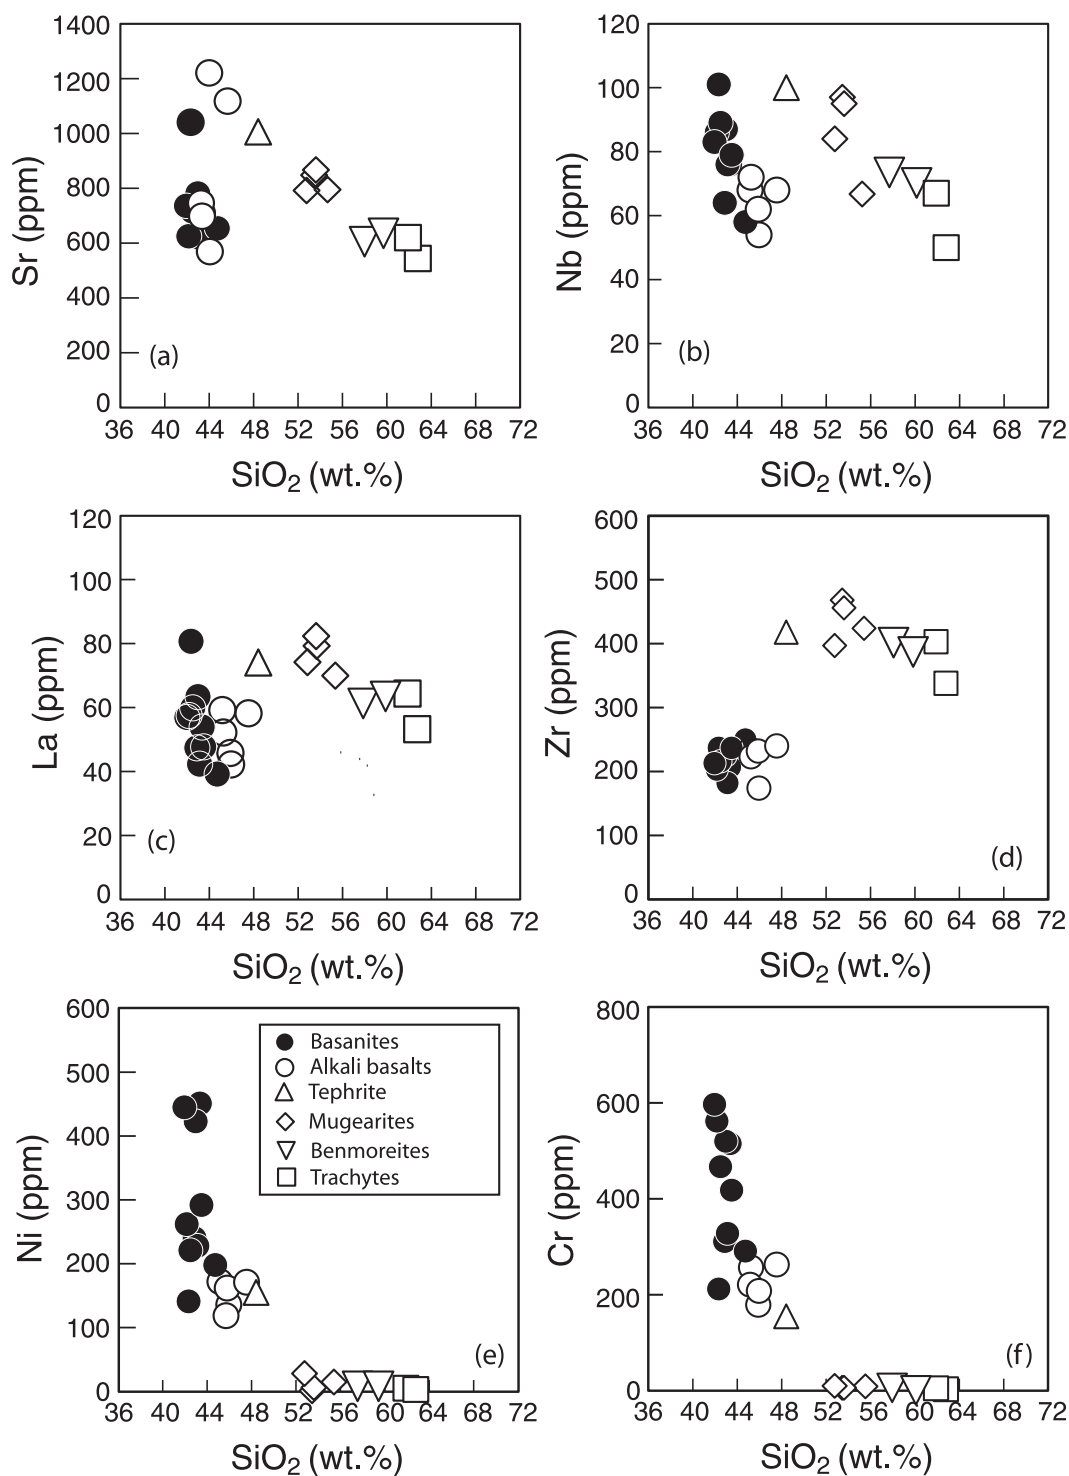 1400
1200
1000
800
600
400
200
0
Sr (ppm)
(a)
36 40 44 48 52 56 60 64 68 72
SiO₂ (wt.%)
120
100
80
60
40
20
0
Nb (ppm)
(b)
36 40 44 48 52 56 60 64 68 72
SiO₂ (wt.%)
120
100
80
60
40
20
0
La (ppm)
(c)
36 40 44 48 52 56 60 64 68 72
SiO₂ (wt.%)
600
500
400
300
200
100
0
Zr (ppm)
(d)
36 40 44 48 52 56 60 64 68 72
SiO₂ (wt.%)
600
500
400
300
200
100
0
Ni (ppm)
Basanites
Alkali basalts
Tephrite
Mugearites
Benmoreites
Trachytes
(e)
36 40 44 48 52 56 60 64 68 72
SiO₂ (wt.%)
800
600
400
200
0
Cr (ppm)
(f)
36 40 44 48 52 56 60 64 68 72
SiO₂ (wt.%)